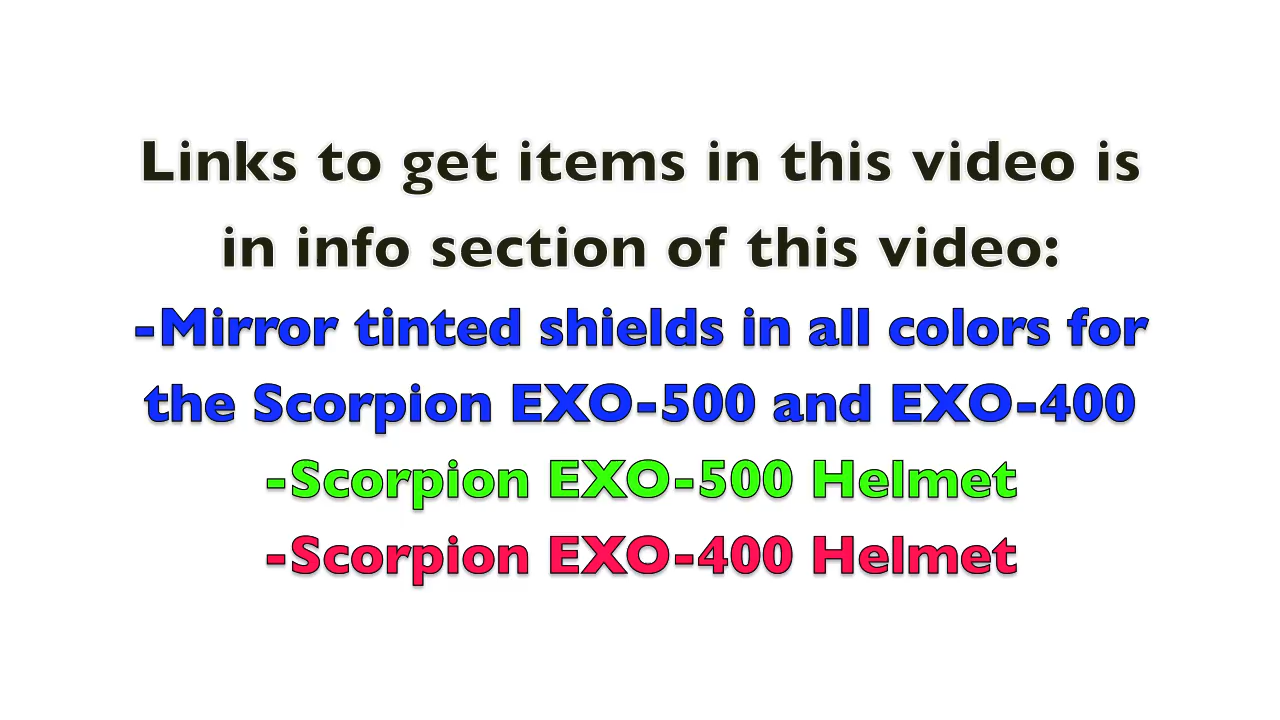 Links to get items in this video is
in info section of this video:
-Mirror tinted shields in all colors for
the Scorpion EXO-500 and EXO-400
-Scorpion EXO-500 Helmet
-Scorpion EXO-400 Helmet